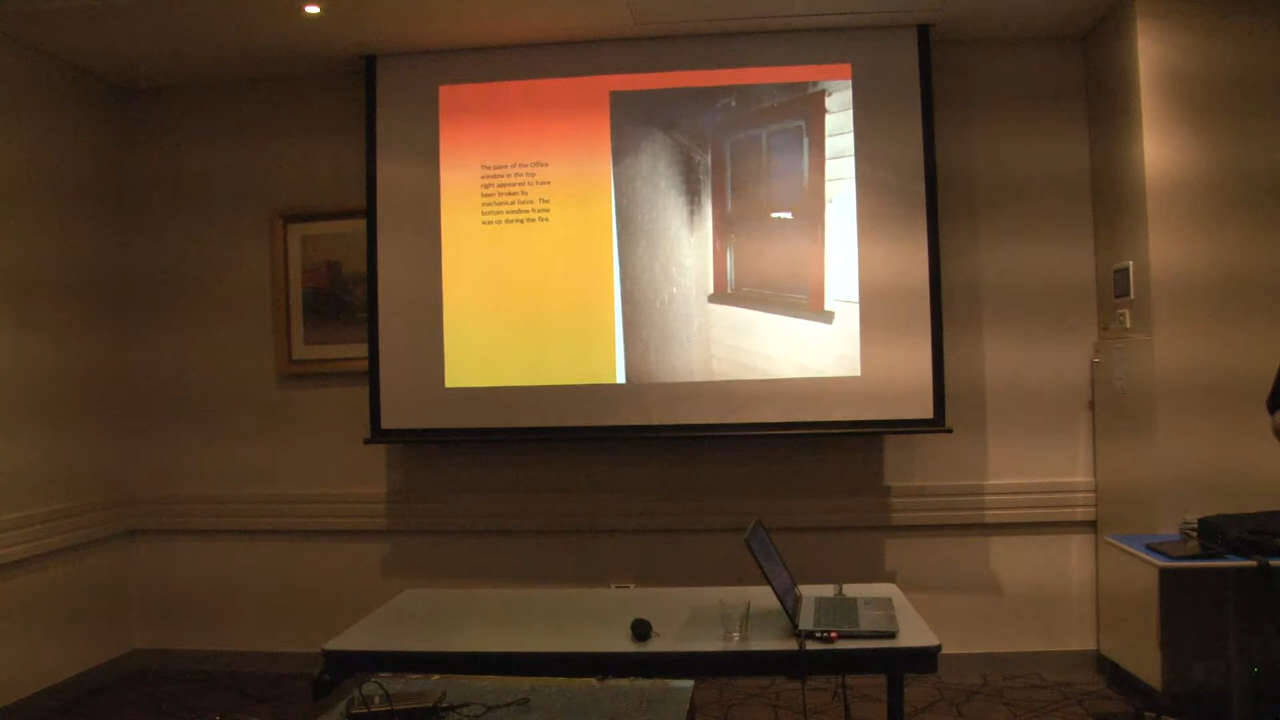 The pane of the Office
window in the top
right appeared to have
been broken by
mechanical force. The
bottom window frame
was up during the fire.